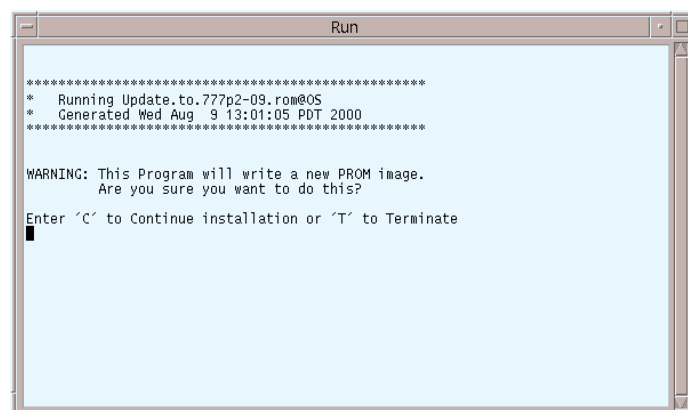 Run
**************************************************
*   Running Update.to.777p2-09.rom@OS
*   Generated Wed Aug  9 13:01:05 PDT 2000
**************************************************
WARNING: This Program will write a new PROM image.
         Are you sure you want to do this?
Enter ´C´ to Continue installation or ´T´ to Terminate